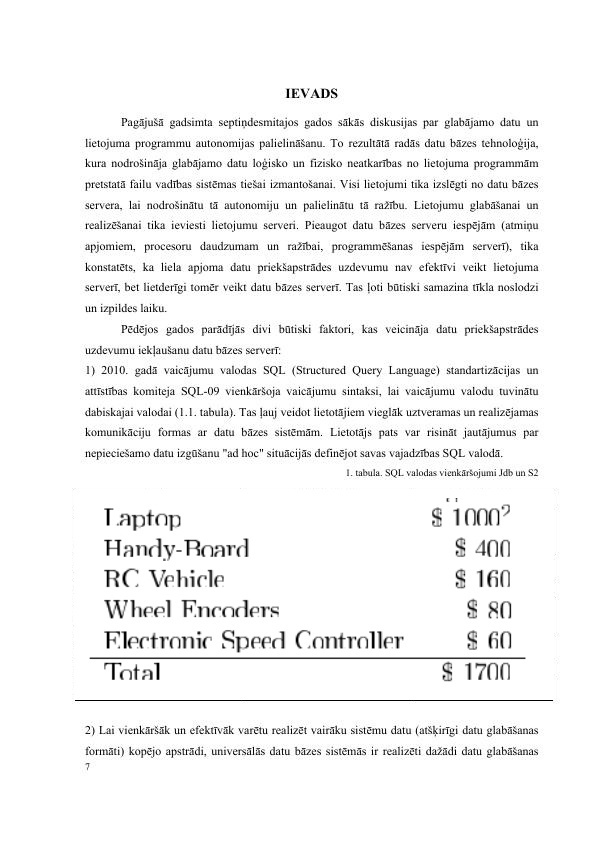 IEVADS
Pagājušā gadsimta septiņdesmitajos gados sākās diskusijas par glabājamo datu un
lietojuma programmu autonomijas palielināšanu. To rezultātā radās datu bāzes tehnoloģija,
kura nodrošināja glabājamo datu loģisko un fizisko neatkarības no lietojuma programmām
pretstatā failu vadības sistēmas tiešai izmantošanai. Visi lietojumi tika izslēgti no datu bāzes
servera, lai nodrošinātu tā autonomiju un palielinātu tā ražību. Lietojumu glabāšanai un
realizēšanai tika ieviesti lietojumu serveri. Pieaugot datu bāzes serveru iespējām (atmiņu
apjomiem, procesoru daudzumam un ražībai, programmēšanas iespējām serverī), tika
konstatēts, ka liela apjoma datu priekšapstrādes uzdevumu nav efektīvi veikt lietojuma
serverī, bet lietderīgi tomēr veikt datu bāzes serverī. Tas ļoti būtiski samazina tīkla noslodzi
un izpildes laiku.
Pēdējos gados parādījās divi būtiski faktori, kas veicināja datu priekšapstrādes
uzdevumu iekļaušanu datu bāzes serverī:
1) 2010. gadā vaicājumu valodas SQL (Structured Query Language) standartizācijas un
attīstības komiteja SQL-09 vienkāršoja vaicājumu sintaksi, lai vaicājumu valodu tuvinātu
dabiskajai valodai (1.1. tabula). Tas ļauj veidot lietotājiem vieglāk uztveramas un realizējamas
komunikāciju formas ar datu bāzes sistēmām. Lietotājs pats var risināt jautājumus par
nepieciešamo datu izgūšanu "ad hoc" situācijās definējot savas vajadzības SQL valodā.
1. tabula. SQL valodas vienkāršojumi Jdb un S2
Laptop $ 1000²
Handy-Board $ 400
RC Vehicle $ 160
Wheel Encoders $ 80
Electronic Speed Controller $ 60
Total $ 1700
2) Lai vienkāršāk un efektīvāk varētu realizēt vairāku sistēmu datu (atšķirīgi datu glabāšanas
formāti) kopējo apstrādi, universālās datu bāzes sistēmās ir realizēti dažādi datu glabāšanas
7